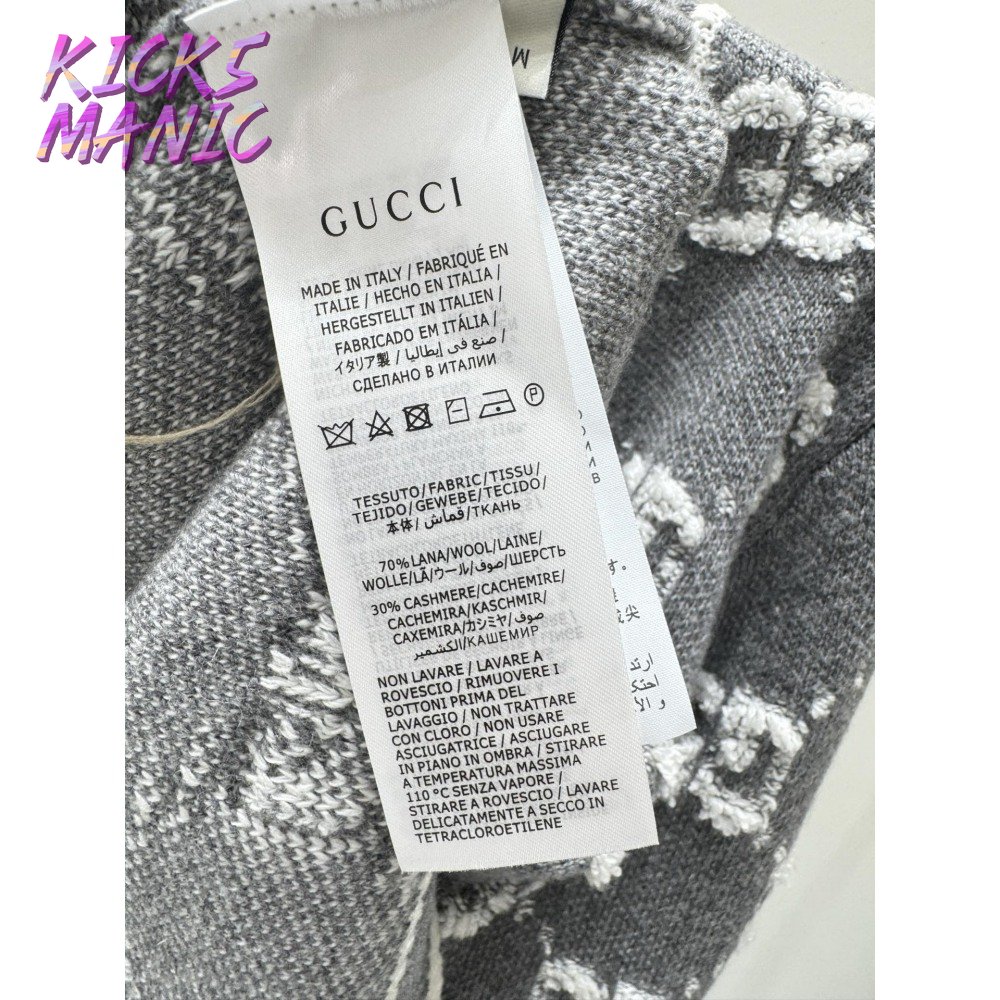 KICKS
MANIC
M
GUCCI
MADE IN ITALY / FABRIQUÉ EN
ITALIE / HECHO EN ITALIA /
HERGESTELLT IN ITALIEN /
FABRICADO EM ITÁLIA /
イタリア製 / صنع في إيطاليا /
СДЕЛАНО В ИТАЛИИ
P
TESSUTO/FABRIC/TISSU/
TEJIDO/GEWEBE/TECIDO/
本体/قماش/ТКАНЬ
70% LANA/WOOL/LAINE/
WOLLE/LÃ/ウール/صوف/ШЕРСТЬ
30% CASHMERE/CACHEMIRE/
CACHEMIRA/KASCHMIR/
CAXEMIRA/カシミヤ/صوف
الكشمير/КАШЕМИР
NON LAVARE / LAVARE A
ROVESCIO / RIMUOVERE I
BOTTONI PRIMA DEL
LAVAGGIO / NON TRATTARE
CON CLORO / NON USARE
ASCIUGATRICE / ASCIUGARE
IN PIANO IN OMBRA / STIRARE
A TEMPERATURA MASSIMA
110 °C SENZA VAPORE /
STIRARE A ROVESCIO / LAVARE
DELICATAMENTE A SECCO IN
TETRACLOROETILENE